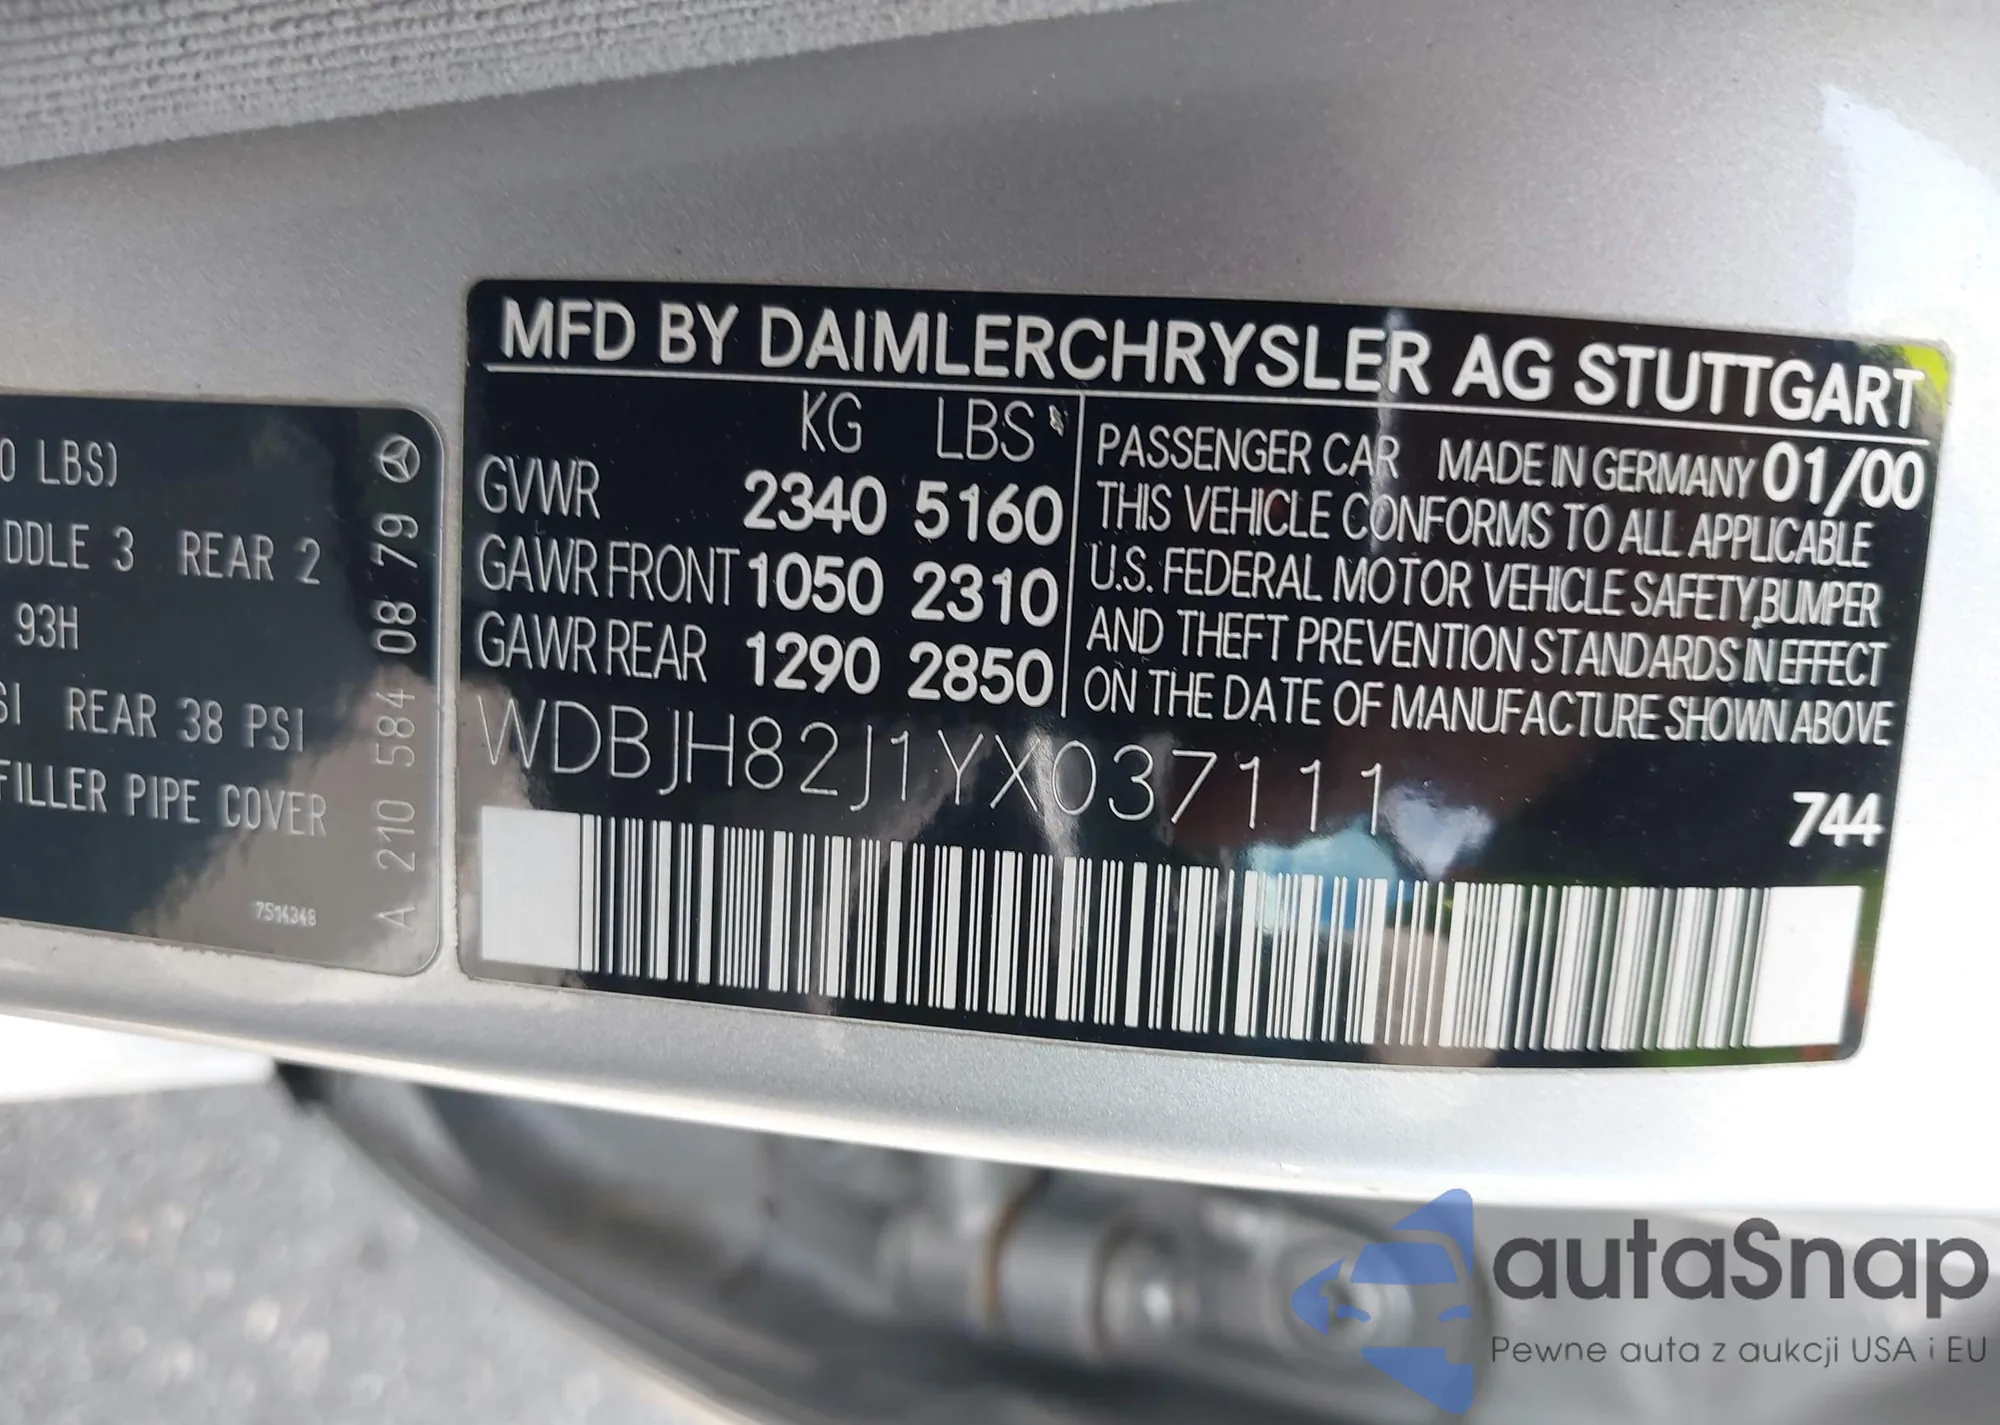 0 LBS)
DDLE 3 REAR 2
93H
SI REAR 38 PSI
FILLER PIPE COVER
7514348
A 210 584 08 79
MFD BY DAIMLERCHRYSLER AG STUTTGART
KG LBS
GVWR 2340 5160
GAWR FRONT 1050 2310
GAWR REAR 1290 2850
PASSENGER CAR MADE IN GERMANY 01/00
THIS VEHICLE CONFORMS TO ALL APPLICABLE
U.S. FEDERAL MOTOR VEHICLE SAFETY,BUMPER
AND THEFT PREVENTION STANDARDS IN EFFECT
ON THE DATE OF MANUFACTURE SHOWN ABOVE
WDBJH82J1YX037111
744
autaSnap
Pewne auta z aukcji USA i EU